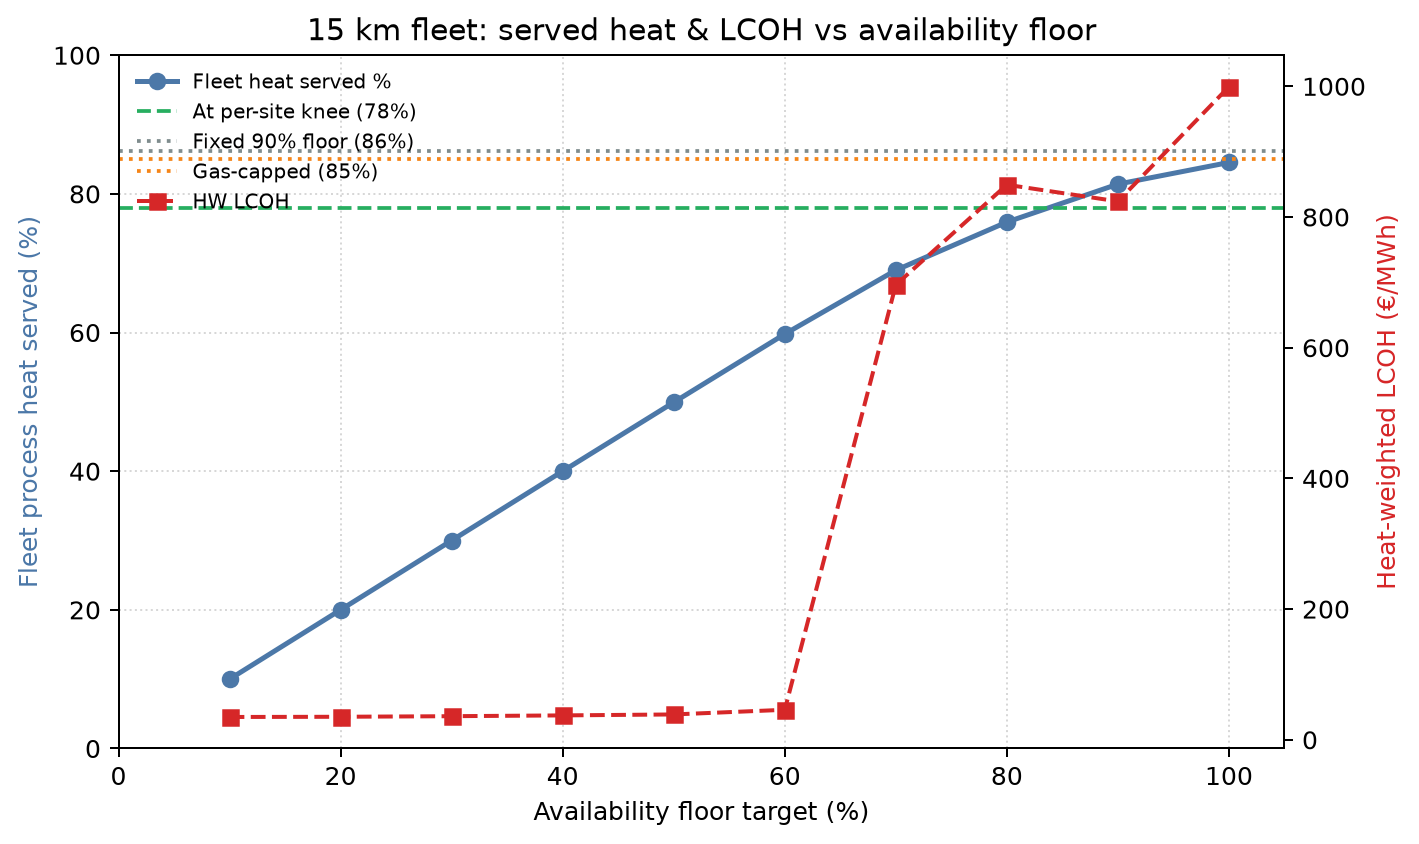 15 km fleet: served heat & LCOH vs availability floor
Fleet heat served %
At per-site knee (78%)
Fixed 90% floor (86%)
Gas-capped (85%)
HW LCOH
Fleet process heat served (%)
100
80
60
40
20
0
Heat-weighted LCOH (€/MWh)
1000
800
600
400
200
0
0 20 40 60 80 100
Availability floor target (%)